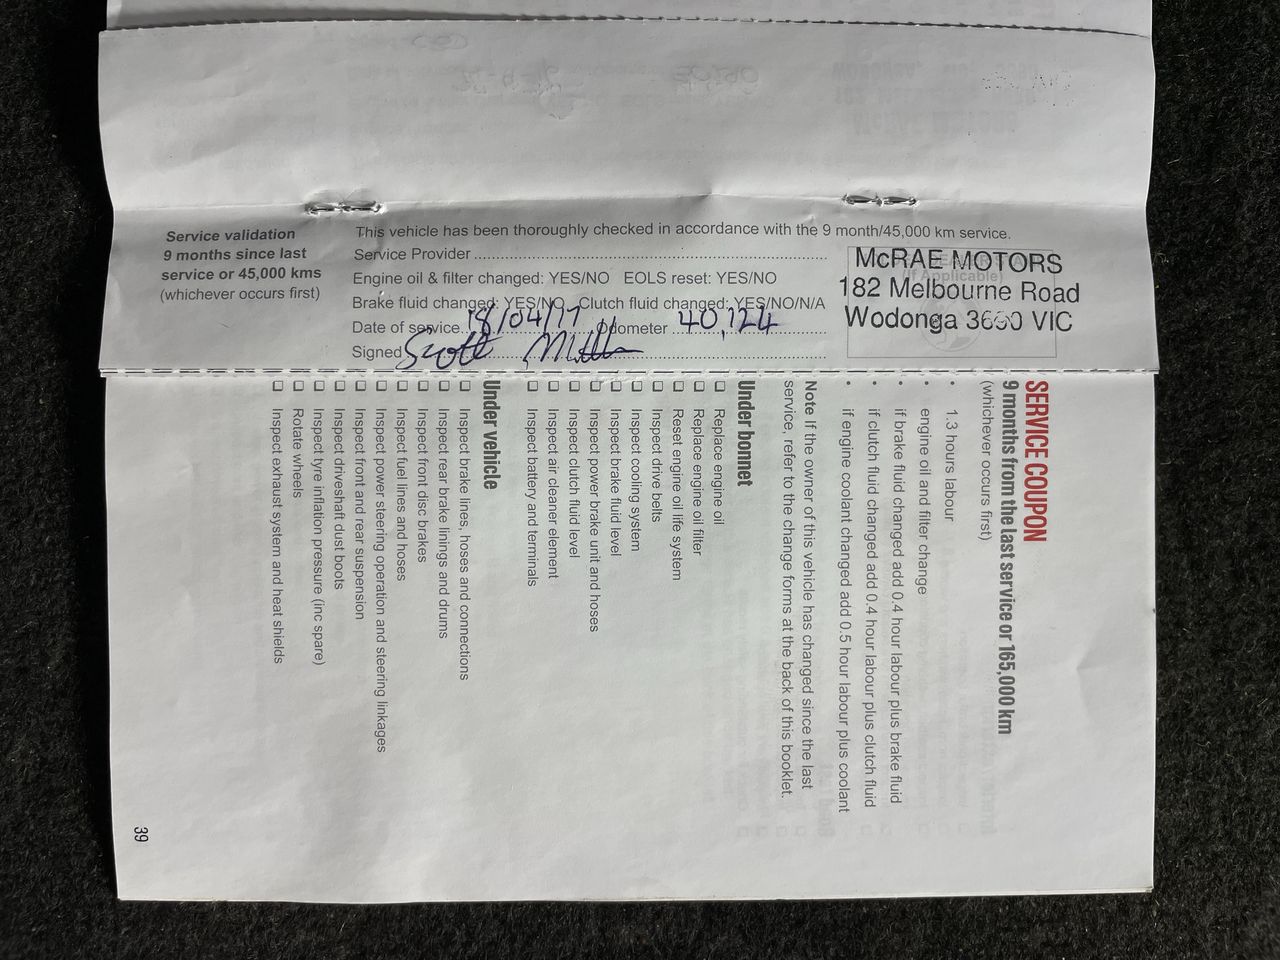 Service validation
9 months since last
service or 45,000 kms
(whichever occurs first)
This vehicle has been thoroughly checked in accordance with the 9 month/45,000 km service.
Service Provider
Engine oil & filter changed: YES/NO EOLS reset: YES/NO
Brake fluid changed: YES/NO Clutch fluid changed: YES/NO/N/A
Date of service 18/04/97 Odometer 40,124
Signed Scott
McRAE MOTORS
182 Melbourne Road
Wodonga 3690 VIC
(If Applicable)
SERVICE COUPON
9 months from the last service or 165,000 km
(whichever occurs first)
• 1.3 hours labour
• engine oil and filter change
• if brake fluid changed add 0.4 hour labour plus brake fluid
• if clutch fluid changed add 0.4 hour labour plus clutch fluid
• if engine coolant changed add 0.5 hour labour plus coolant
Note If the owner of this vehicle has changed since the last
service, refer to the change forms at the back of this booklet.
Under bonnet
Replace engine oil
Replace engine oil filter
Reset engine oil life system
Inspect drive belts
Inspect cooling system
Inspect brake fluid level
Inspect power brake unit and hoses
Inspect clutch fluid level
Inspect air cleaner element
Inspect battery and terminals
Under vehicle
Inspect brake lines, hoses and connections
Inspect rear brake linings and drums
Inspect front disc brakes
Inspect fuel lines and hoses
Inspect power steering operation and steering linkages
Inspect front and rear suspension
Inspect driveshaft dust boots
Inspect tyre inflation pressure (inc spare)
Rotate wheels
Inspect exhaust system and heat shields
39